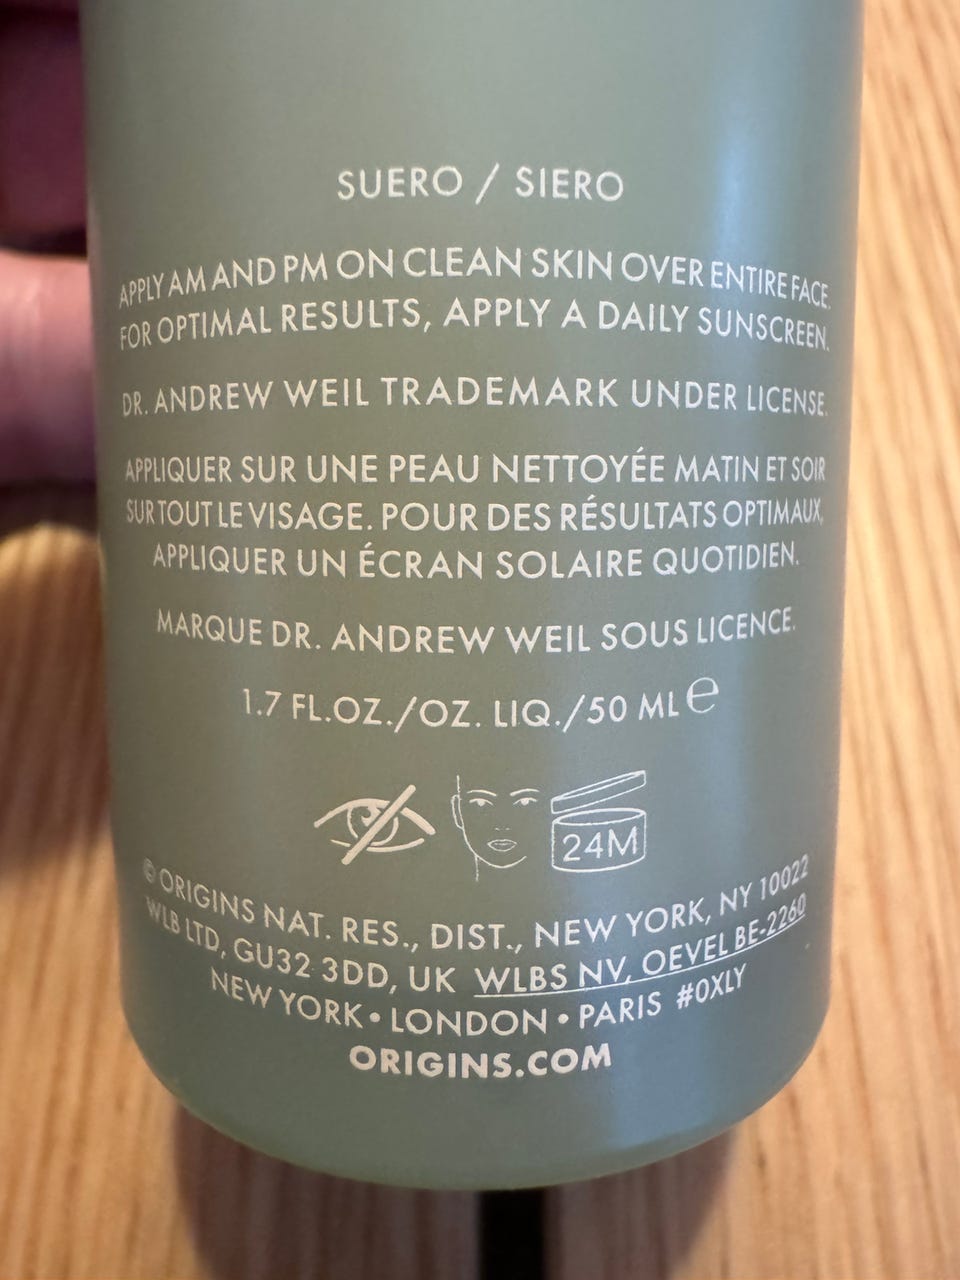 SUERO / SIERO
APPLY AM AND PM ON CLEAN SKIN OVER ENTIRE FACE.
FOR OPTIMAL RESULTS, APPLY A DAILY SUNSCREEN.
DR. ANDREW WEIL TRADEMARK UNDER LICENSE.
APPLIQUER SUR UNE PEAU NETTOYÉE MATIN ET SOIR
SUR TOUT LE VISAGE. POUR DES RÉSULTATS OPTIMAUX,
APPLIQUER UN ÉCRAN SOLAIRE QUOTIDIEN.
MARQUE DR. ANDREW WEIL SOUS LICENCE.
1.7 FL.OZ./OZ. LIQ./50 ML ℮
24M
© ORIGINS NAT. RES., DIST., NEW YORK, NY 10022
WLB LTD, GU32 3DD, UK WLBS NV, OEVEL BE-2260
NEW YORK • LONDON • PARIS #0XLY
ORIGINS.COM